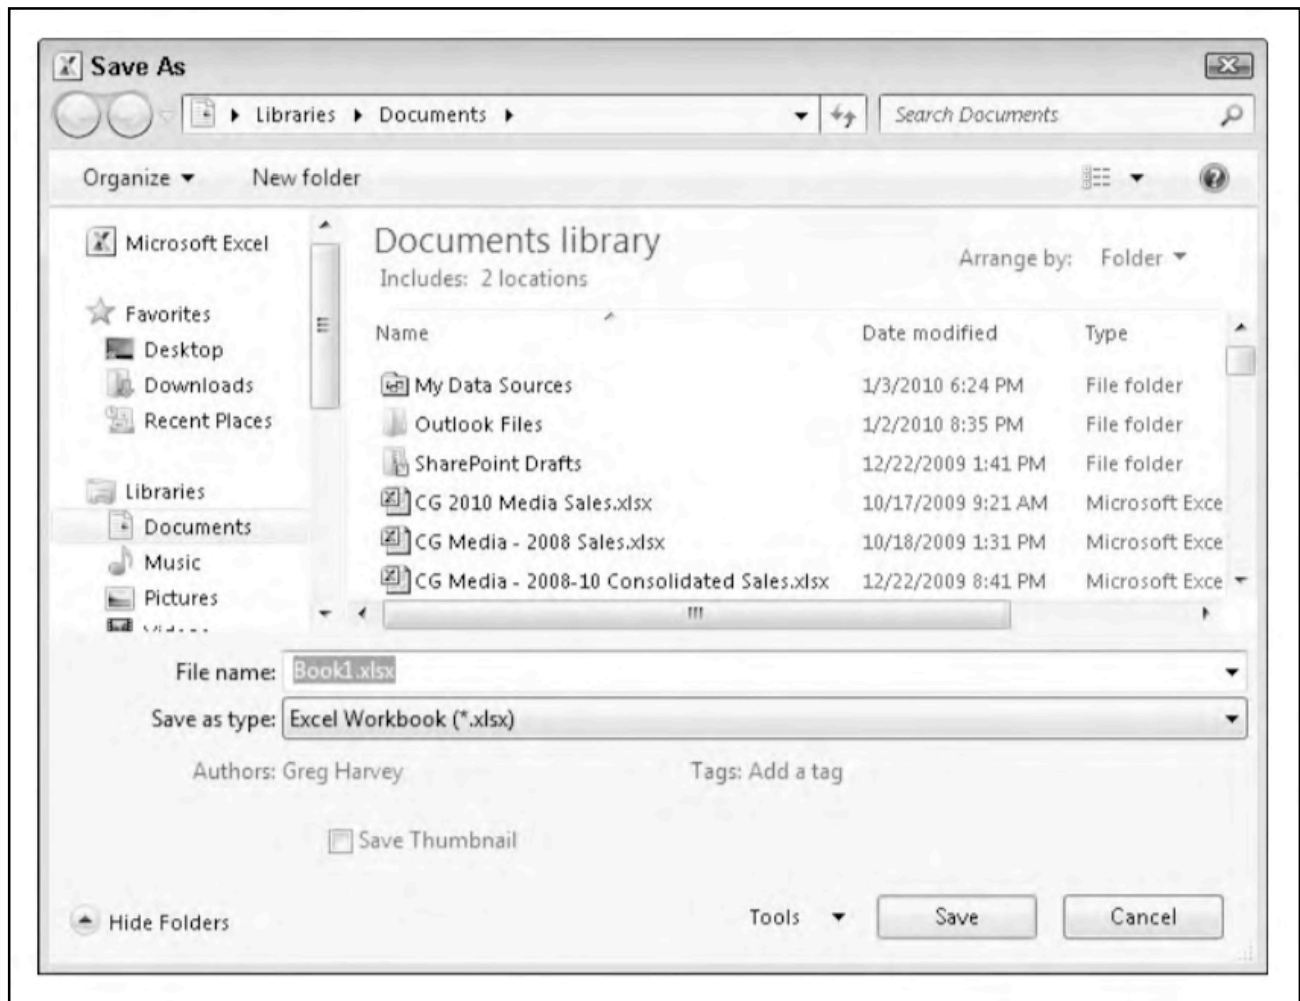 Save As
Libraries Documents Search Documents
Organize New folder
Microsoft Excel
Favorites
Desktop
Downloads
Recent Places
Libraries
Documents
Music
Pictures
Documents library
Includes: 2 locations
Arrange by: Folder
Name Date modified Type
My Data Sources 1/3/2010 6:24 PM File folder
Outlook Files 1/2/2010 8:35 PM File folder
SharePoint Drafts 12/22/2009 1:41 PM File folder
CG 2010 Media Sales.xlsx 10/17/2009 9:21 AM Microsoft Exce
CG Media - 2008 Sales.xlsx 10/18/2009 1:31 PM Microsoft Exce
CG Media - 2008-10 Consolidated Sales.xlsx 12/22/2009 8:41 PM Microsoft Exce
File name: Book1.xlsx
Save as type: Excel Workbook (*.xlsx)
Authors: Greg Harvey Tags: Add a tag
Save Thumbnail
Hide Folders Tools Save Cancel